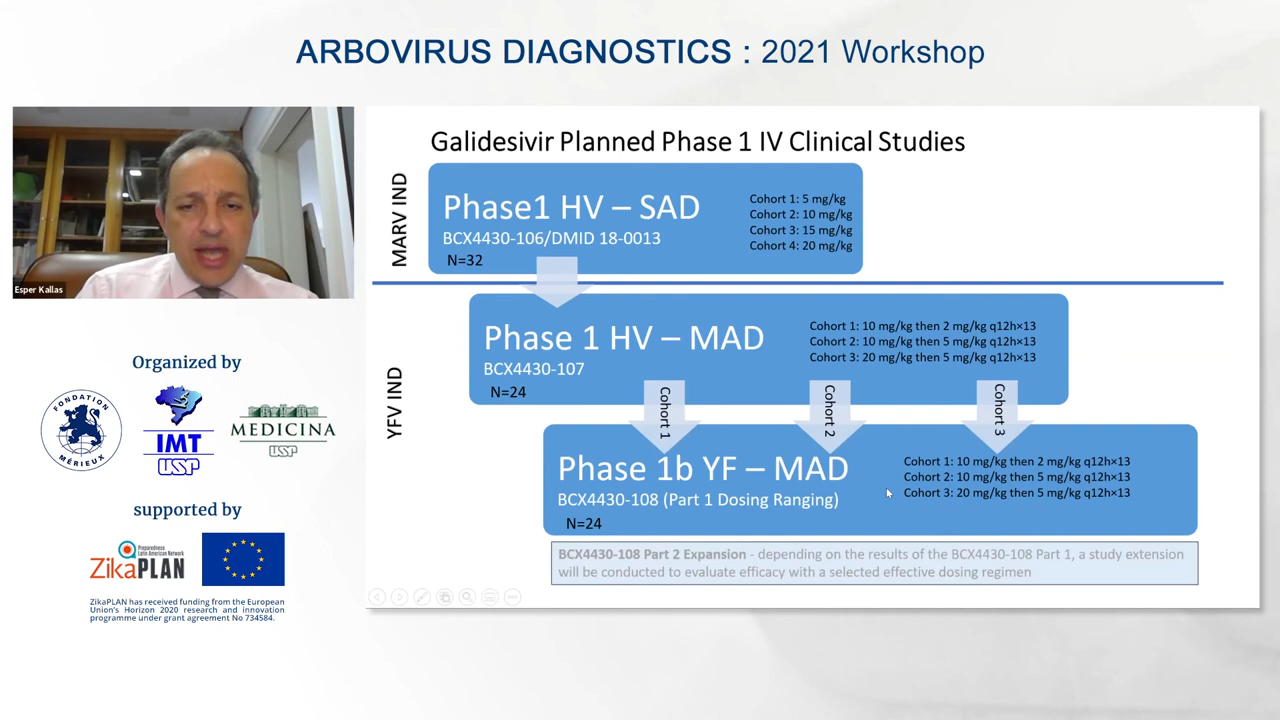 ARBOVIRUS DIAGNOSTICS : 2021 Workshop
Esper Kallas
Organized by
FONDATION
MÉRIEUX
IMT
USP
MEDICINA
USP
supported by
Preparedness
Latin American Network
ZikaPLAN
ZikaPLAN has received funding from the European
Union's Horizon 2020 research and innovation
programme under grant agreement No 734584.
Galidesivir Planned Phase 1 IV Clinical Studies
MARV IND
Phase1 HV – SAD
BCX4430-106/DMID 18-0013
N=32
Cohort 1: 5 mg/kg
Cohort 2: 10 mg/kg
Cohort 3: 15 mg/kg
Cohort 4: 20 mg/kg
YFV IND
Phase 1 HV – MAD
BCX4430-107
N=24
Cohort 1: 10 mg/kg then 2 mg/kg q12h×13
Cohort 2: 10 mg/kg then 5 mg/kg q12h×13
Cohort 3: 20 mg/kg then 5 mg/kg q12h×13
Cohort 1
Cohort 2
Cohort 3
Phase 1b YF – MAD
BCX4430-108 (Part 1 Dosing Ranging)
N=24
Cohort 1: 10 mg/kg then 2 mg/kg q12h×13
Cohort 2: 10 mg/kg then 5 mg/kg q12h×13
Cohort 3: 20 mg/kg then 5 mg/kg q12h×13
BCX4430-108 Part 2 Expansion - depending on the results of the BCX4430-108 Part 1, a study extension
will be conducted to evaluate efficacy with a selected effective dosing regimen